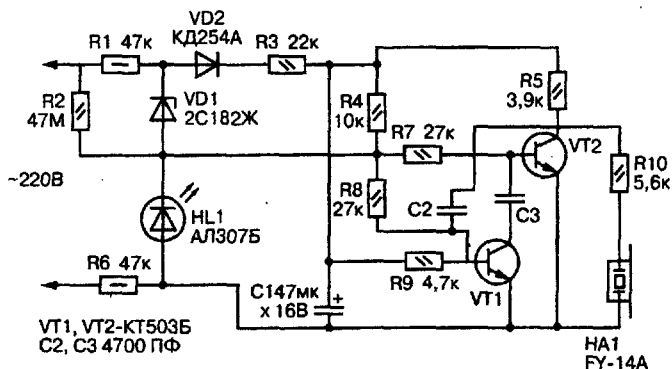 VD2
КД254А
R1 47к
R3 22к
R2
47М
VD1
2С182Ж
R4
10к
R5
3,9к
R7 27к
VT2
R10
5,6к
~220В
R8
27к
C2
C3
HL1
АЛ307Б
R6 47к
R9 4,7к
VT1
C147мк
x 16В
+
VT1, VT2-КТ503Б
C2, C3 4700 ПФ
HA1
FY-14A